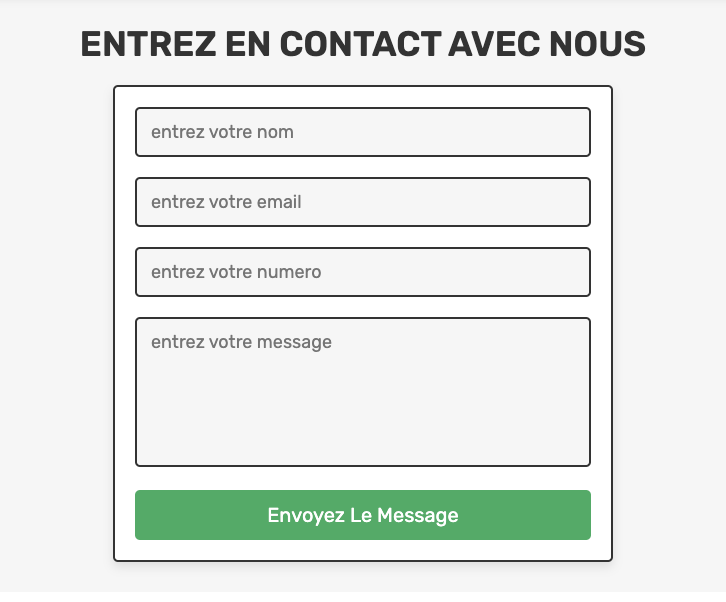 ENTREZ EN CONTACT AVEC NOUS
entrez votre nom
entrez votre email
entrez votre numero
entrez votre message
Envoyez Le Message